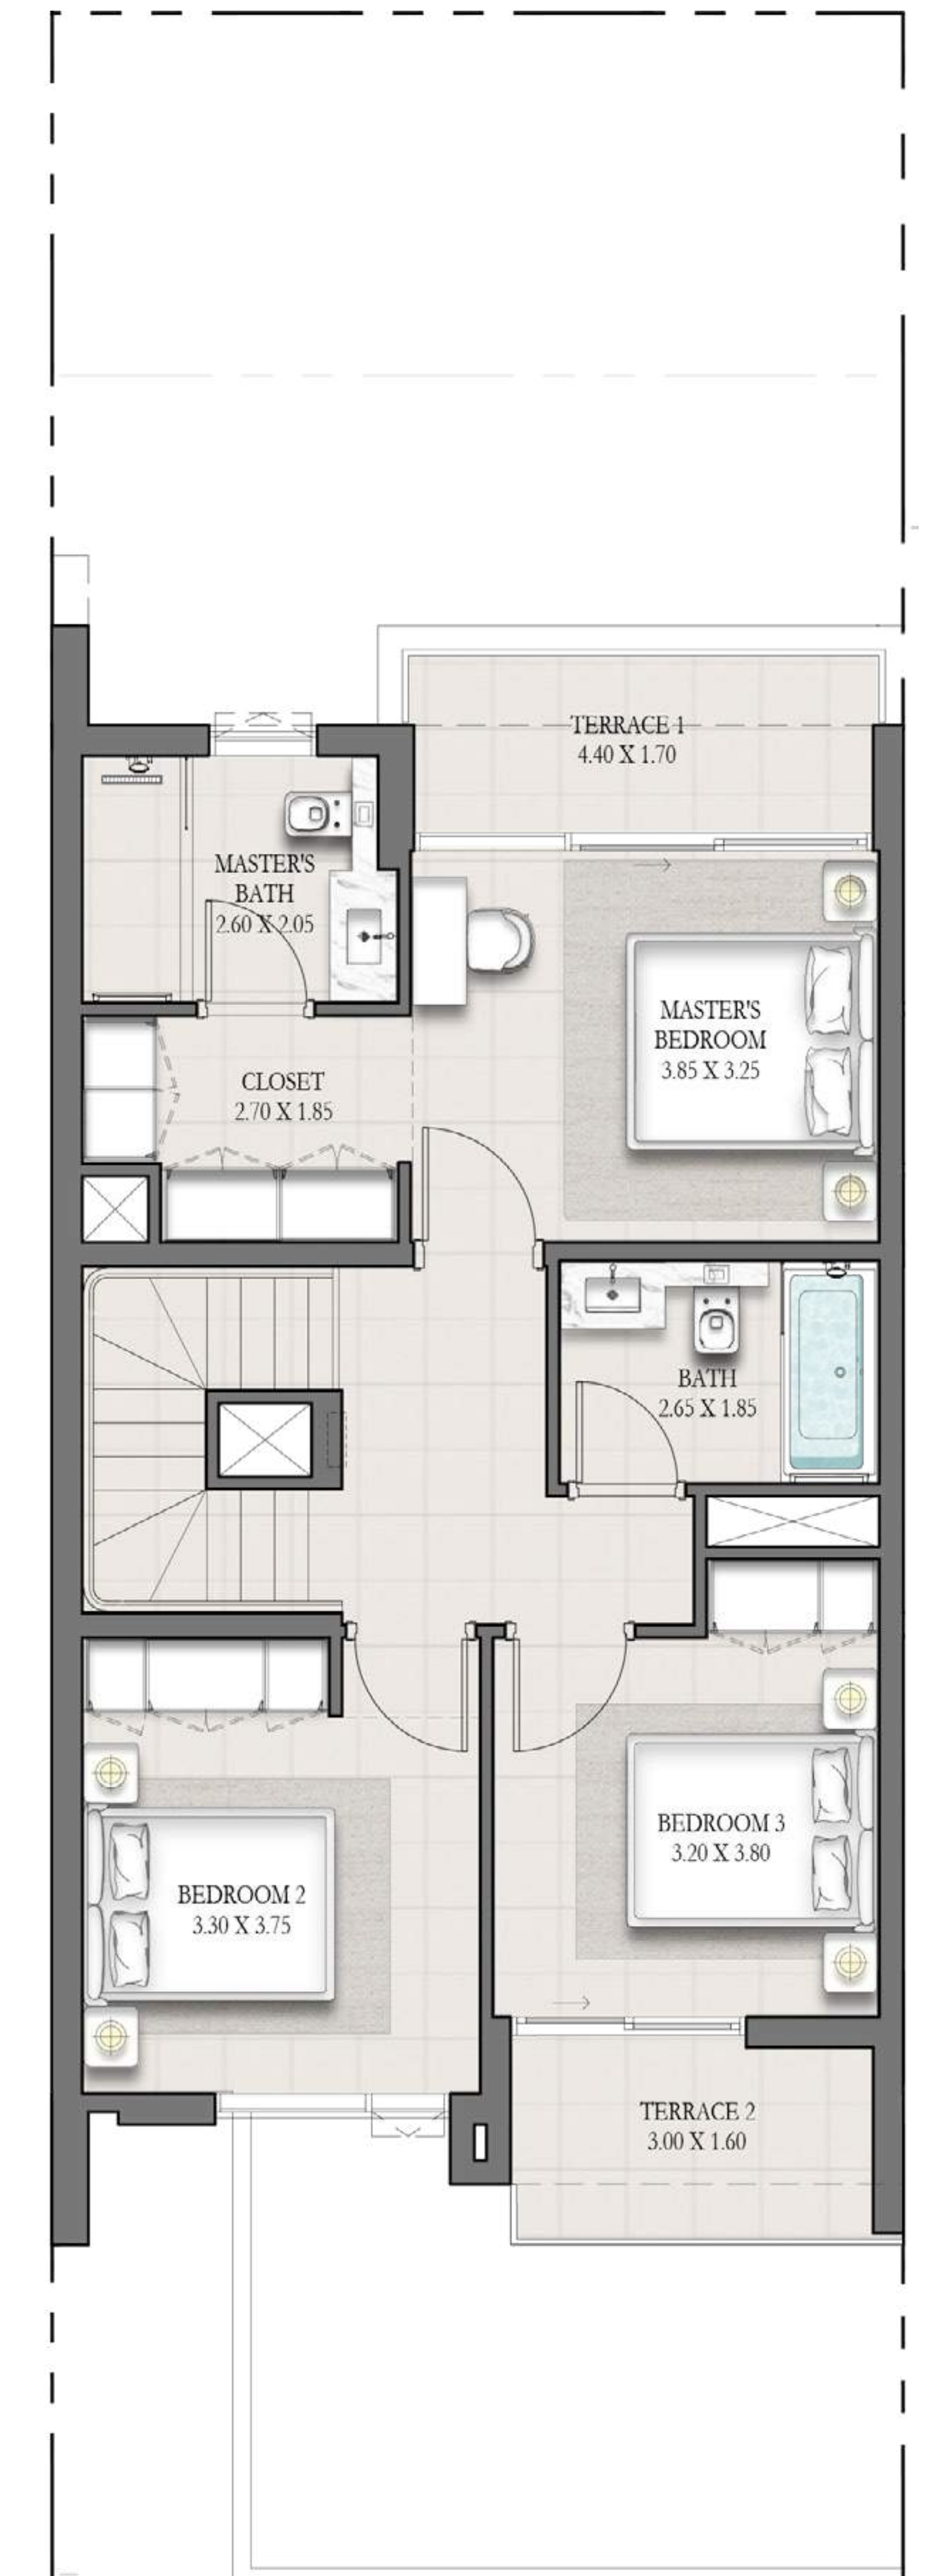 TERRACE 1
4.40 X 1.70
MASTER'S
BATH
2.60 X 2.05
MASTER'S
BEDROOM
3.85 X 3.25
CLOSET
2.70 X 1.85
BATH
2.65 X 1.85
BEDROOM 3
3.20 X 3.80
BEDROOM 2
3.30 X 3.75
TERRACE 2
3.00 X 1.60